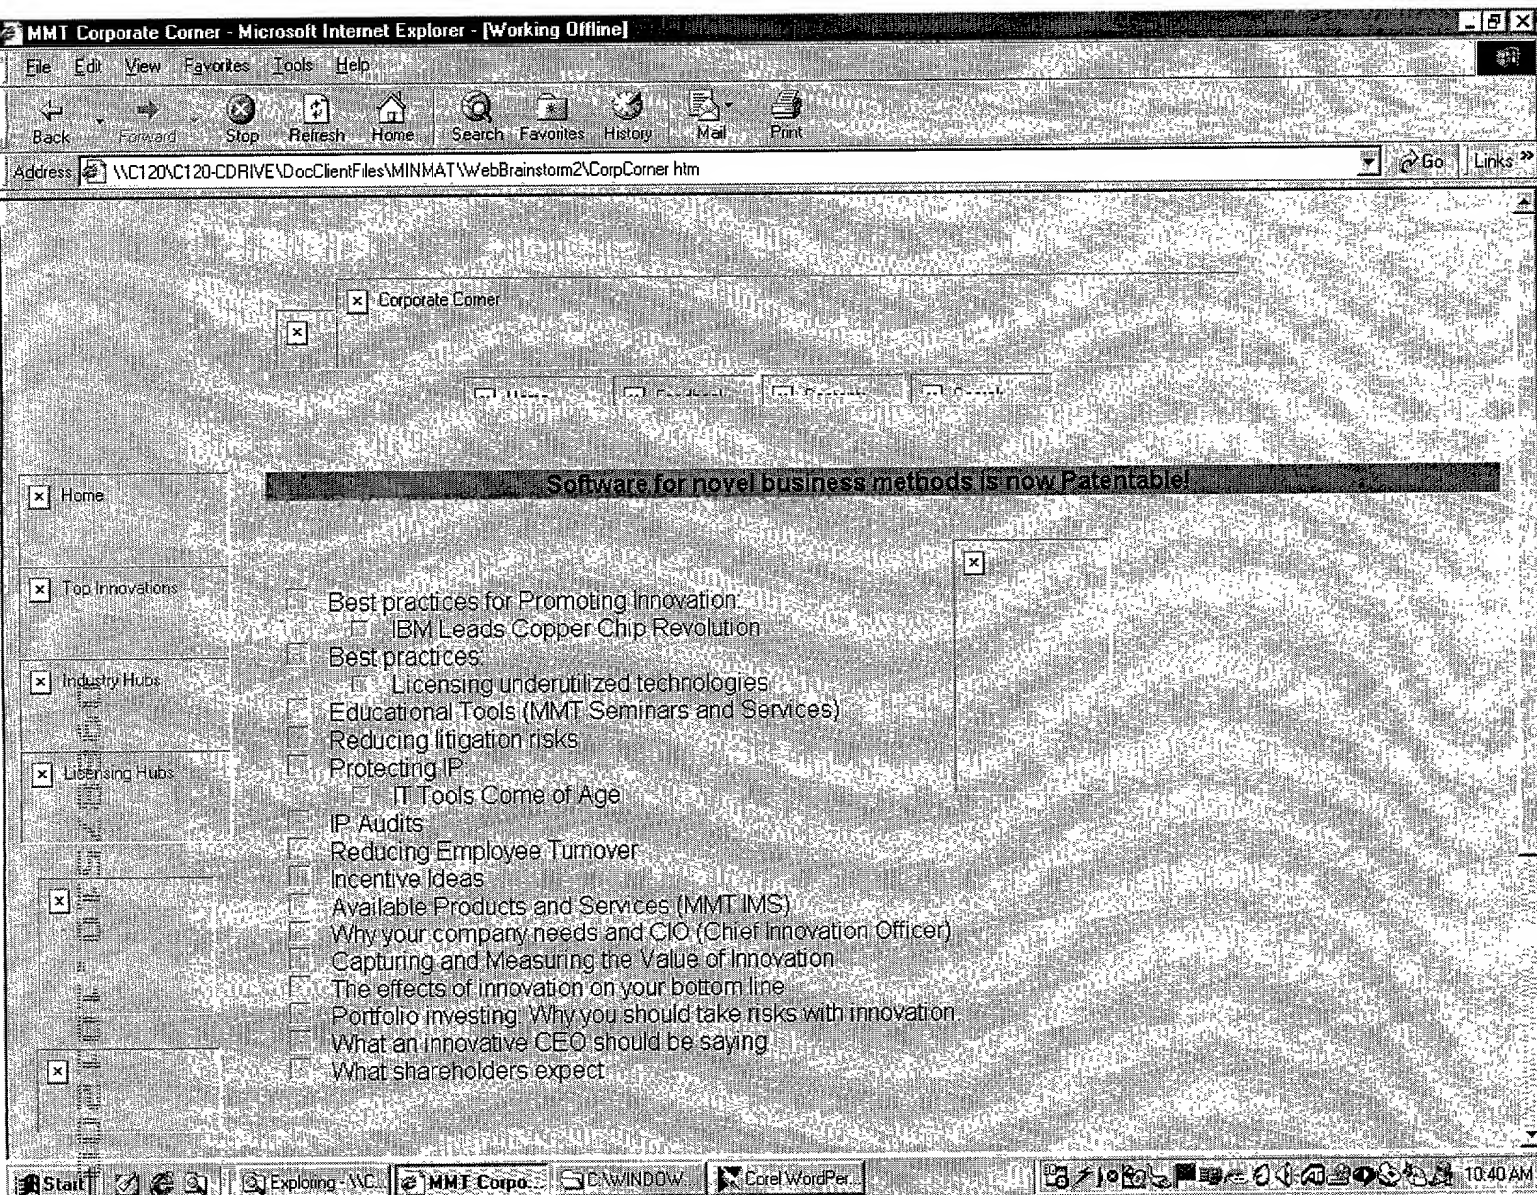 MMT Corporate Corner - Microsoft Internet Explorer - [Working Offline]
File Edit View Favorites Tools Help
Back Forward Stop Refresh Home Search Favorites History Mail Print
Address \\C120\C120-CDRIVE\DocClientFiles\MINMAT\WebBrainstorm2\CorpCorner htm Go Links »
Corporate Corner
Software for novel business methods is now Patentable!
Home
Top Innovations
Industry Hubs
Licensing Hubs
Best practices for Promoting Innovation:
IBM Leads Copper Chip Revolution
Best practices:
Licensing underutilized technologies
Educational Tools (MMT Seminars and Services)
Reducing litigation risks
Protecting IP
IT Tools Come of Age
IP Audits
Reducing Employee Turnover
Incentive Ideas
Available Products and Services (MMT IMS)
Why your company needs and CIO (Chief Innovation Officer)
Capturing and Measuring the Value of Innovation
The effects of innovation on your bottom line
Portfolio investing: Why you should take risks with innovation.
What an innovative CEO should be saying
What shareholders expect
Start Exploring - \\C... MMT Corpo... C:\WINDOW... Corel WordPer... 10:40 AM